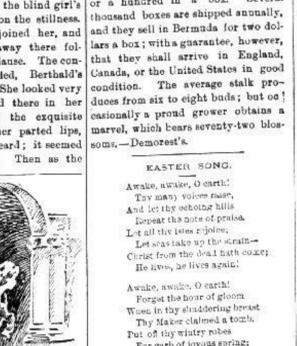 the blind girl's
on the stillness.
joined her, and
away there fol-
lause. The con-
ded, Berthald's
She looked very
d there in her
the exquisite
er parted lips,
eard; it seemed
Then as the
or a hundred in a box.
thousand boxes are shipped annually,
and they sell in Bermuda for two dol-
lars a box; with a guarantee, however,
that they shall arrive in England,
Canada, or the United States in good
condition. The average stalk pro-
duces from six to eight buds; but oc
casionally a proud grower obtains a
marvel, which bears seventy-two blos-
soms.—Demorest's.
EASTER SONG.
Awake, awake, O earth!
Thy many voices raise,
And let thy echoing hills
Repeat the note of praise.
Let all thy isles rejoice;
Let seas take up the strain—
Christ from the dead hath come;
He lives, he lives again!
Awake, awake, O earth!
Forget the hour of gloom
When in thy shuddering breast
Thy Maker claimed a tomb.
Put off thy wintry robes
For garb of joyous spring;